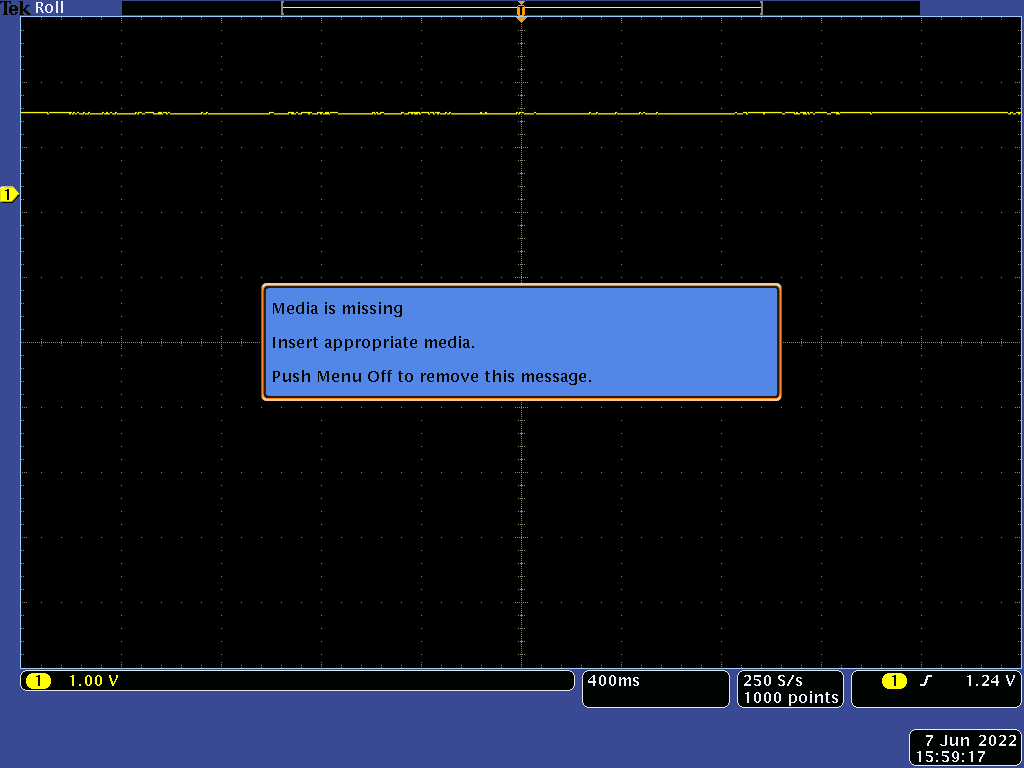 Tek Roll
T
1
Media is missing
Insert appropriate media.
Push Menu Off to remove this message.
1 1.00 V
400ms
250 S/s
1000 points
1 1.24 V
7 Jun 2022
15:59:17